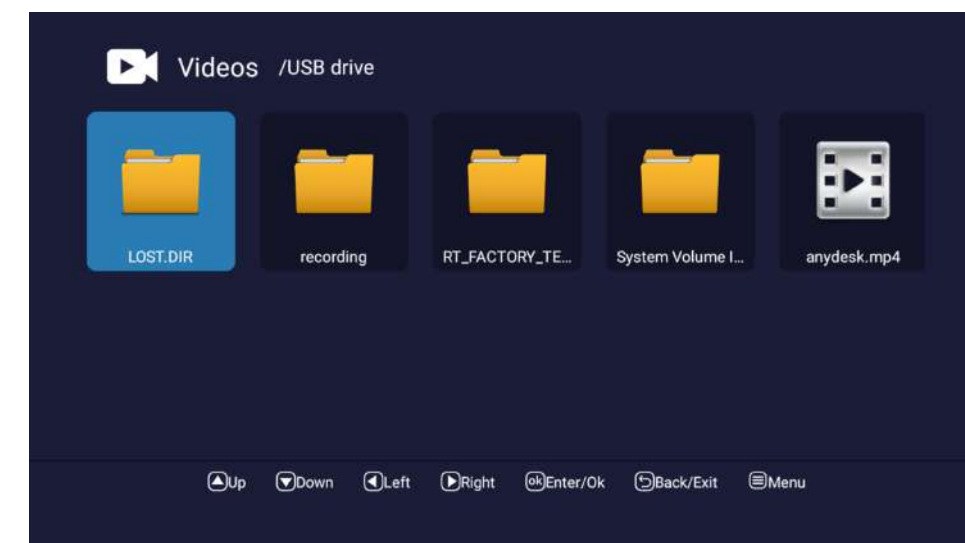 Videos /USB drive
LOST.DIR recording RT_FACTORY_TE... System Volume I... anydesk.mp4
Up Down Left Right ok Enter/Ok Back/Exit Menu